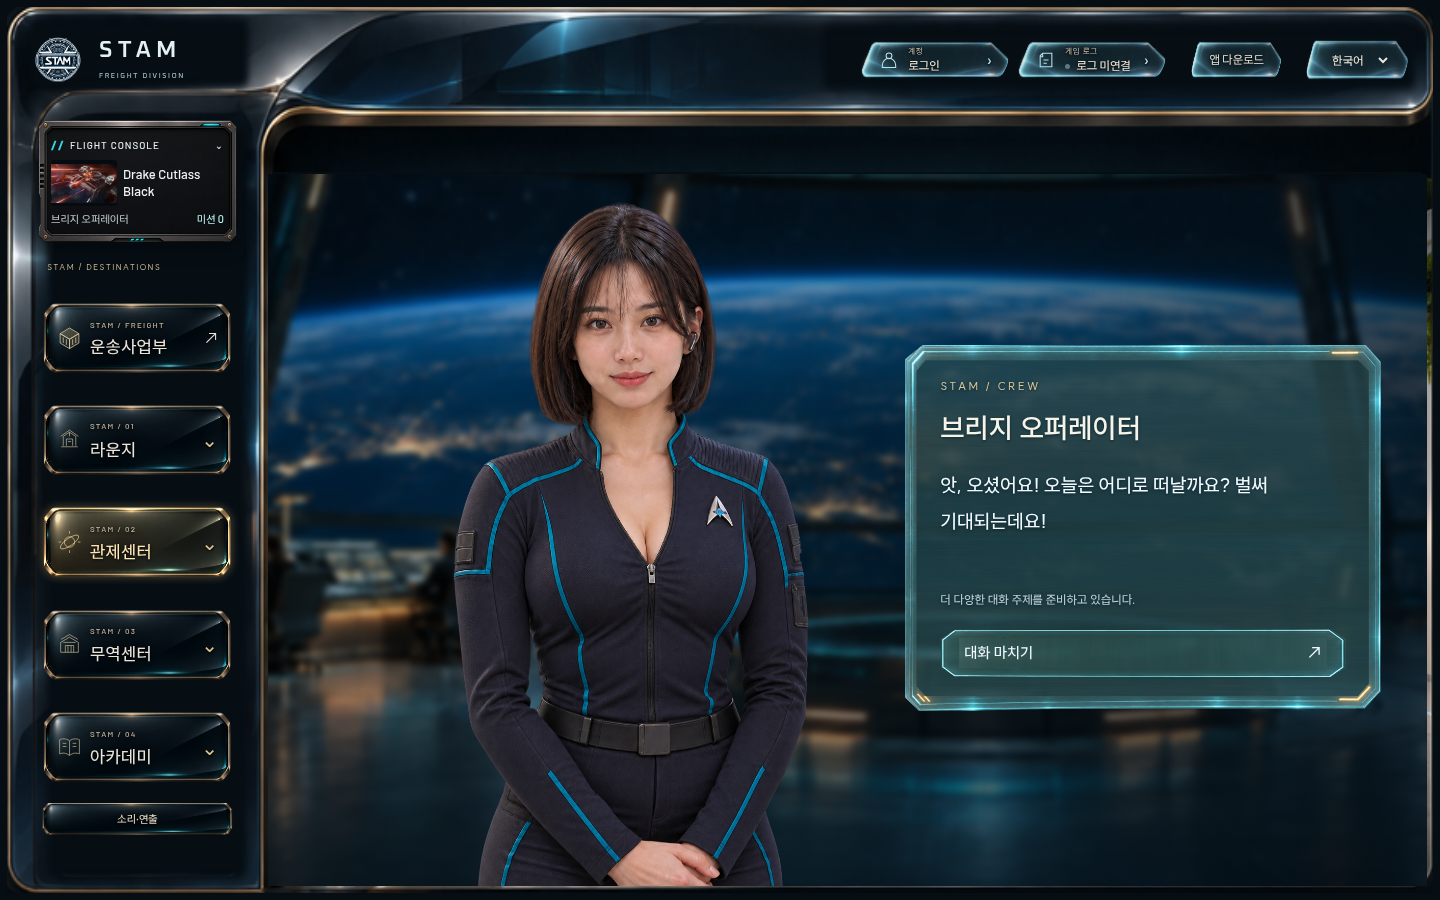 STAM
STAM
FREIGHT DIVISION
계정
로그인
게임 로그
로그 미연결
앱 다운로드
한국어
// FLIGHT CONSOLE
Drake Cutlass
Black
브리지 오퍼레이터
미션 0
STAM / DESTINATIONS
STAM / FREIGHT
운송사업부
STAM / 01
라운지
STAM / 02
관제센터
STAM / 03
무역센터
STAM / 04
아카데미
소리·연출
STAM / CREW
브리지 오퍼레이터
앗, 오셨어요! 오늘은 어디로 떠날까요? 벌써
기대되는데요!
더 다양한 대화 주제를 준비하고 있습니다.
대화 마치기